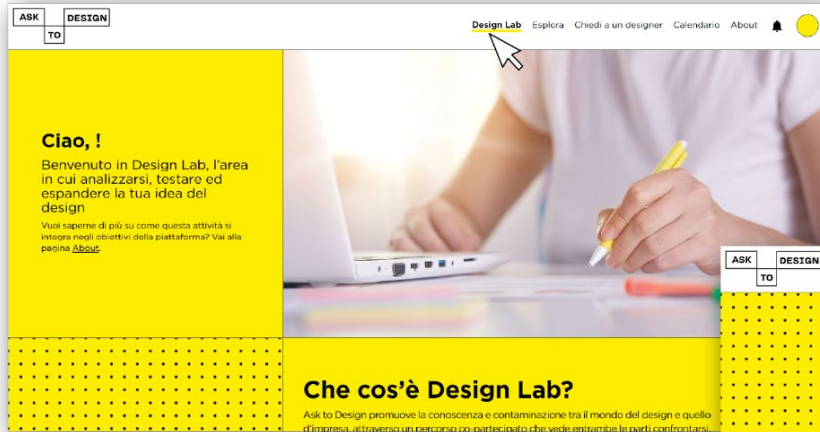 ASK
DESIGN
TO
Design Lab Esplora Chiedi a un designer Calendario About
Ciao, !
Benvenuto in Design Lab, l'area
in cui analizzarsi, testare ed
espandere la tua idea del
design
Vuoi saperne di più su come questa attività si
integra negli obiettivi della piattaforma? Vai alla
pagina About.
ASK
DESIGN
TO
Che cos'è Design Lab?
Ask to Design promuove la conoscenza e contaminazione tra il mondo del design e quello
d'impresa, attraverso un percorso co-partecipato che vede entrambe le parti confrontarsi,